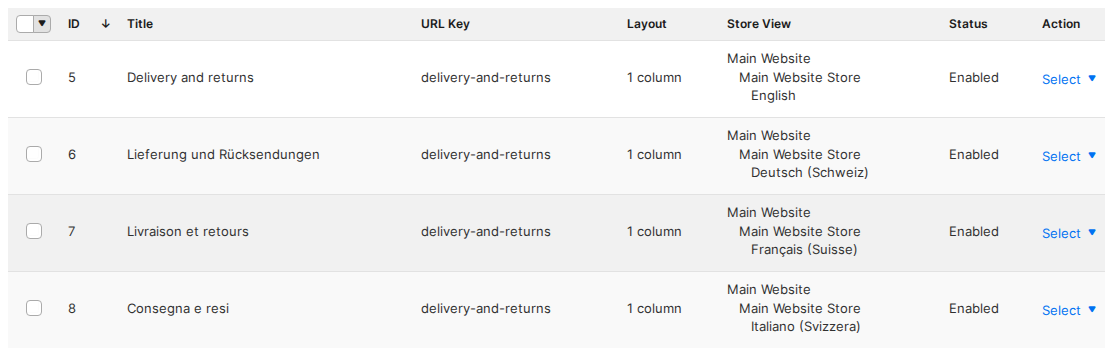 ID ↓ Title URL Key Layout Store View Status Action
5 Delivery and returns delivery-and-returns 1 column Main Website Enabled Select
Main Website Store
English
6 Lieferung und Rücksendungen delivery-and-returns 1 column Main Website Enabled Select
Main Website Store
Deutsch (Schweiz)
7 Livraison et retours delivery-and-returns 1 column Main Website Enabled Select
Main Website Store
Français (Suisse)
8 Consegna e resi delivery-and-returns 1 column Main Website Enabled Select
Main Website Store
Italiano (Svizzera)